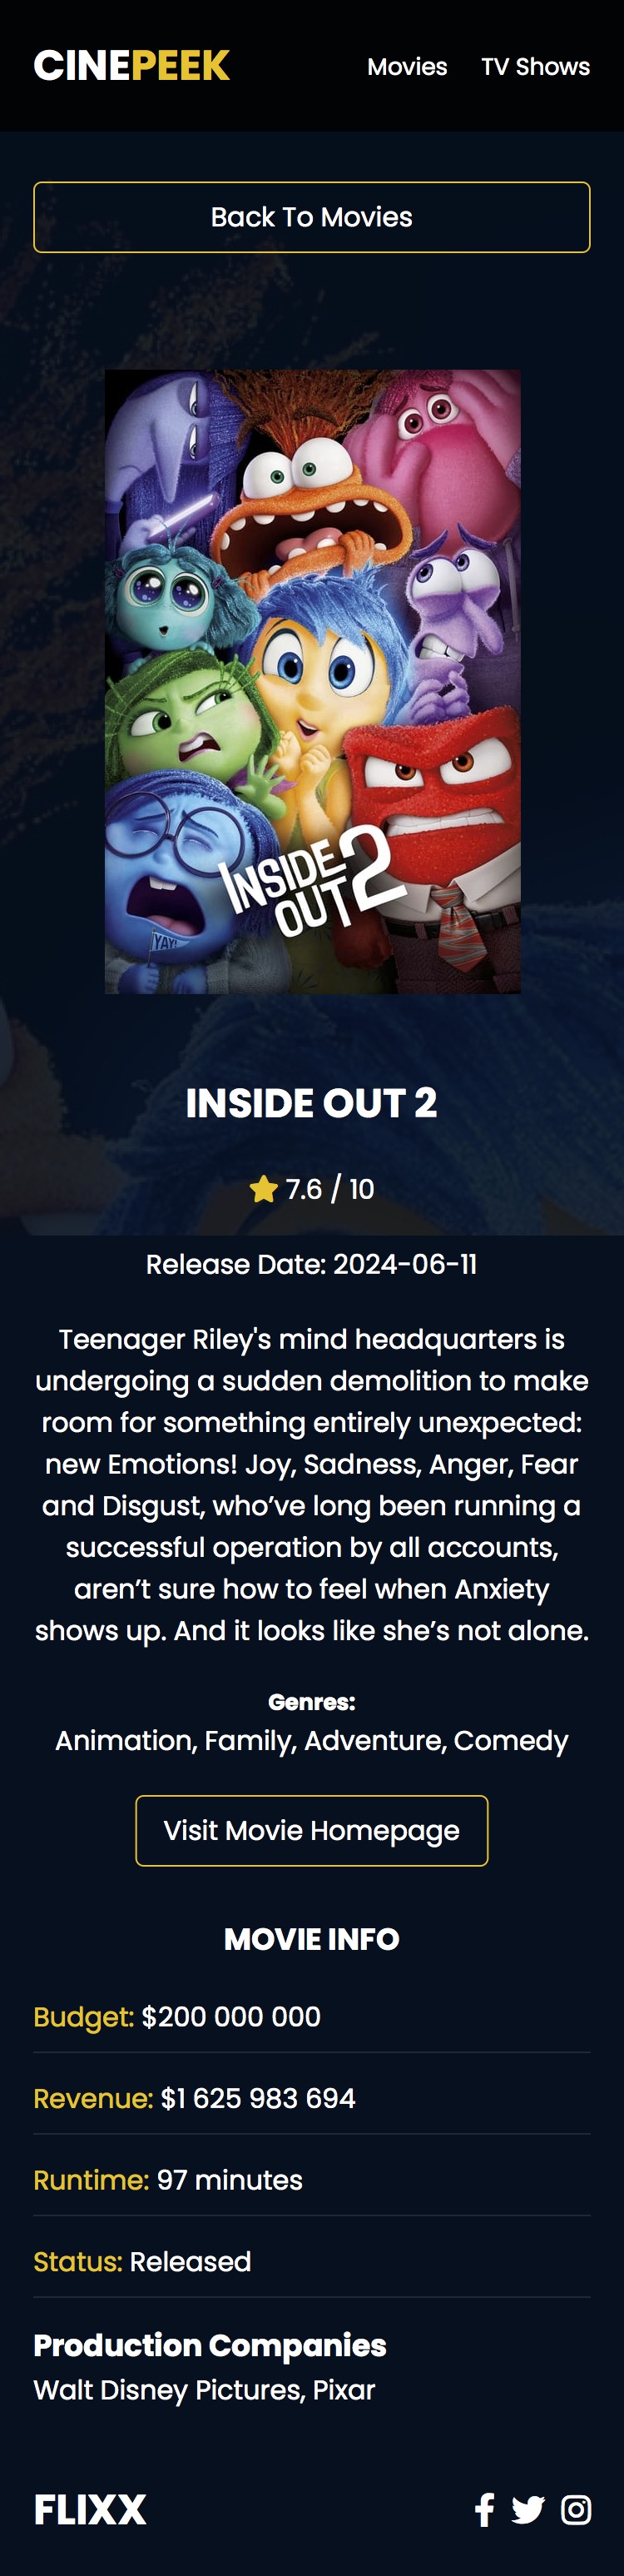 CINEPEEK
Movies TV Shows
Back To Movies
YAY!
INSIDE
OUT 2
INSIDE OUT 2
7.6 / 10
Release Date: 2024-06-11
Teenager Riley's mind headquarters is
undergoing a sudden demolition to make
room for something entirely unexpected:
new Emotions! Joy, Sadness, Anger, Fear
and Disgust, who’ve long been running a
successful operation by all accounts,
aren’t sure how to feel when Anxiety
shows up. And it looks like she’s not alone.
Genres:
Animation, Family, Adventure, Comedy
Visit Movie Homepage
MOVIE INFO
Budget: $200 000 000
Revenue: $1 625 983 694
Runtime: 97 minutes
Status: Released
Production Companies
Walt Disney Pictures, Pixar
FLIXX